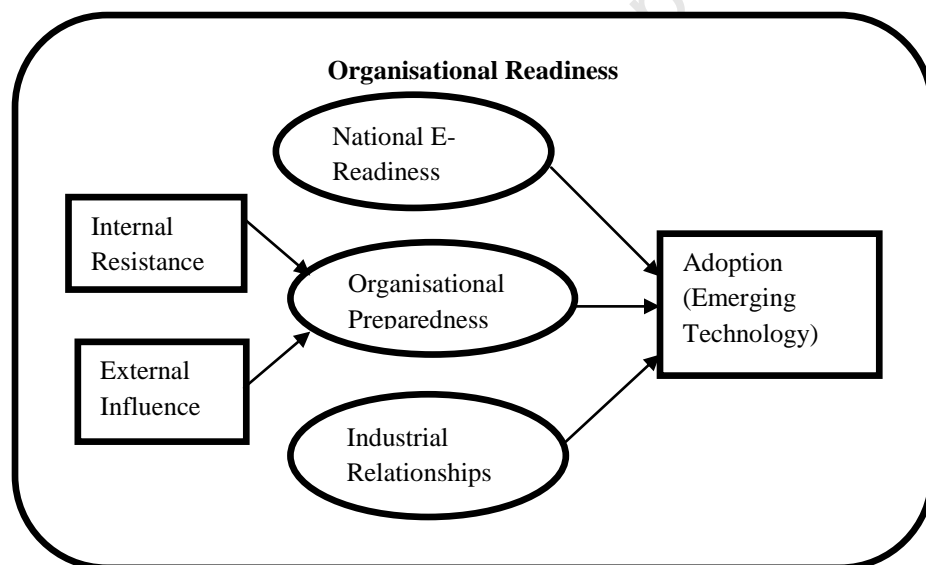 Organisational Readiness
National E-
Readiness
Internal
Resistance
Organisational
Preparedness
Adoption
(Emerging
Technology)
External
Influence
Industrial
Relationships